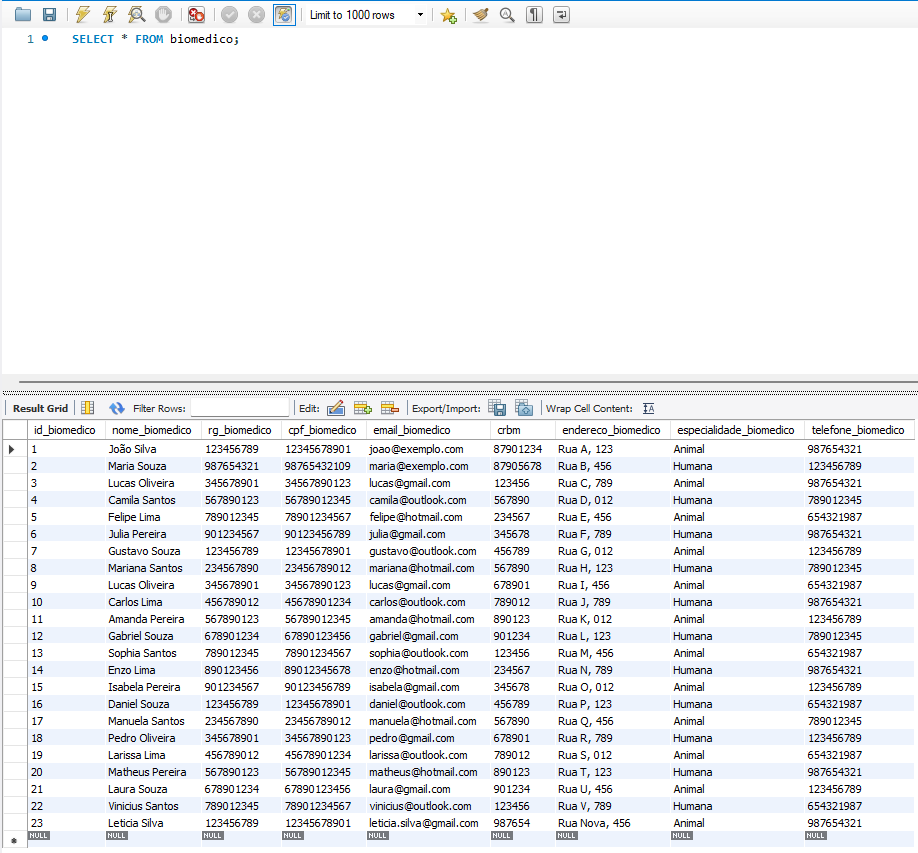 Limit to 1000 rows
1 SELECT * FROM biomedico;
Result Grid Filter Rows: Edit: Export/Import: Wrap Cell Content: IA
id_biomedico nome_biomedico rg_biomedico cpf_biomedico email_biomedico crbm endereco_biomedico especialidade_biomedico telefone_biomedico
1 João Silva 123456789 12345678901 joao@exemplo.com 87901234 Rua A, 123 Animal 987654321
2 Maria Souza 987654321 98765432109 maria@exemplo.com 87905678 Rua B, 456 Humana 123456789
3 Lucas Oliveira 345678901 34567890123 lucas@gmail.com 123456 Rua C, 789 Animal 987654321
4 Camila Santos 567890123 56789012345 camila@outlook.com 567890 Rua D, 012 Humana 789012345
5 Felipe Lima 789012345 78901234567 felipe@hotmail.com 234567 Rua E, 456 Animal 654321987
6 Julia Pereira 901234567 90123456789 julia@gmail.com 345678 Rua F, 789 Humana 987654321
7 Gustavo Souza 123456789 12345678901 gustavo@outlook.com 456789 Rua G, 012 Animal 123456789
8 Mariana Santos 234567890 23456789012 mariana@hotmail.com 567890 Rua H, 123 Humana 789012345
9 Lucas Oliveira 345678901 34567890123 lucas@gmail.com 678901 Rua I, 456 Animal 654321987
10 Carlos Lima 456789012 45678901234 carlos@outlook.com 789012 Rua J, 789 Humana 987654321
11 Amanda Pereira 567890123 56789012345 amanda@hotmail.com 890123 Rua K, 012 Animal 123456789
12 Gabriel Souza 678901234 67890123456 gabriel@gmail.com 901234 Rua L, 123 Humana 789012345
13 Sophia Santos 789012345 78901234567 sophia@outlook.com 123456 Rua M, 456 Animal 654321987
14 Enzo Lima 890123456 89012345678 enzo@hotmail.com 234567 Rua N, 789 Humana 987654321
15 Isabela Pereira 901234567 90123456789 isabela@gmail.com 345678 Rua O, 012 Animal 123456789
16 Daniel Souza 123456789 12345678901 daniel@outlook.com 456789 Rua P, 123 Humana 654321987
17 Manuela Santos 234567890 23456789012 manuela@hotmail.com 567890 Rua Q, 456 Animal 789012345
18 Pedro Oliveira 345678901 34567890123 pedro@gmail.com 678901 Rua R, 789 Humana 123456789
19 Larissa Lima 456789012 45678901234 larissa@outlook.com 789012 Rua S, 012 Animal 654321987
20 Matheus Pereira 567890123 56789012345 matheus@hotmail.com 890123 Rua T, 123 Humana 987654321
21 Laura Souza 678901234 67890123456 laura@gmail.com 901234 Rua U, 456 Animal 123456789
22 Vinicius Santos 789012345 78901234567 vinicius@outlook.com 123456 Rua V, 789 Humana 654321987
23 Leticia Silva 123456789 12345678901 leticia.silva@gmail.com 987654 Rua Nova, 456 Animal 987654321
NULL NULL NULL NULL NULL NULL NULL NULL NULL